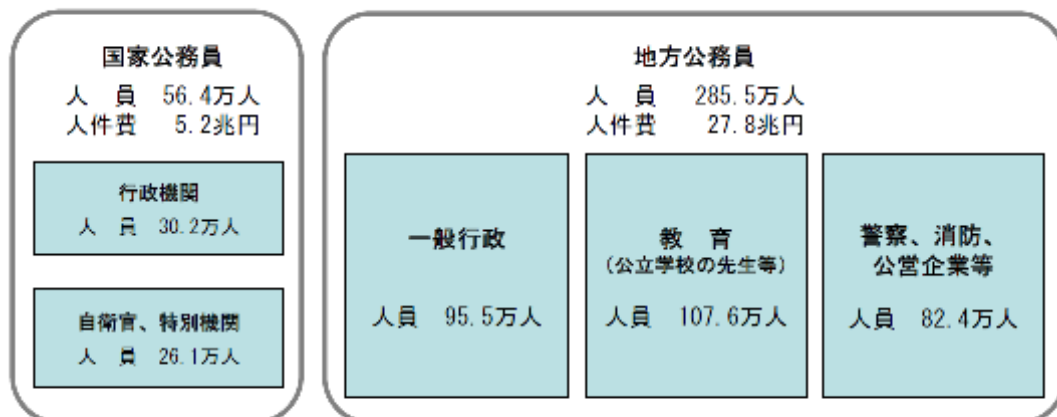 国家公務員
人　員　56.4万人
人件費　5.2兆円
行政機関
人　員　30.2万人
自衛官、特別機関
人　員　26.1万人
地方公務員
人　員　285.5万人
人件費　27.8兆円
一般行政
人員　95.5万人
教　育
（公立学校の先生等）
人員　107.6万人
警察、消防、
公営企業等
人員　82.4万人